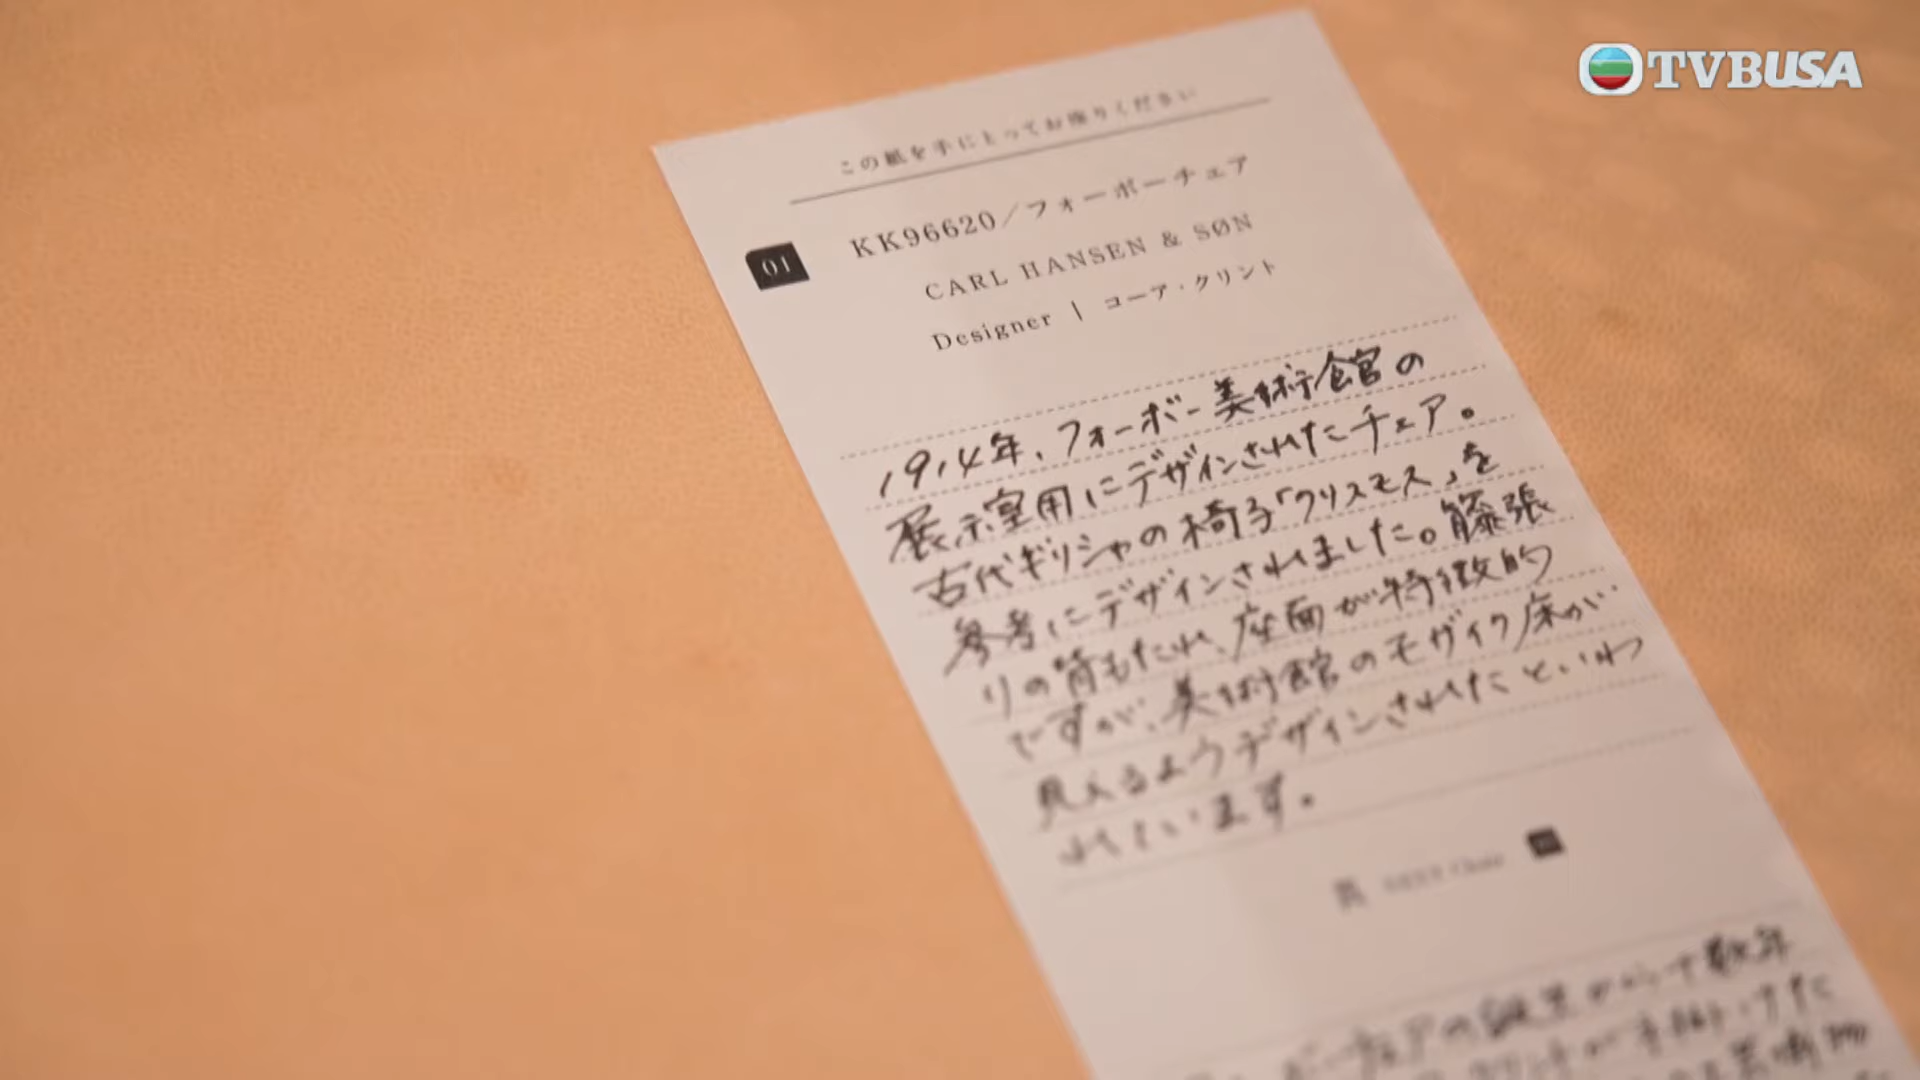 TVBUSA
この紙を手にとってお座りください
01
KK96620/フォーボーチェア
CARL HANSEN & SØN
Designer | コーア・クリント
1914年、フォーボー美術館の
展示室用にデザインされたチェア。
古代ギリシャの椅子「クリスモス」を
参考にデザインされました。籐張
りの背もたれ、座面が特徴的
ですが、美術館のモザイク床が
見えるようデザインされたといわ
れています。